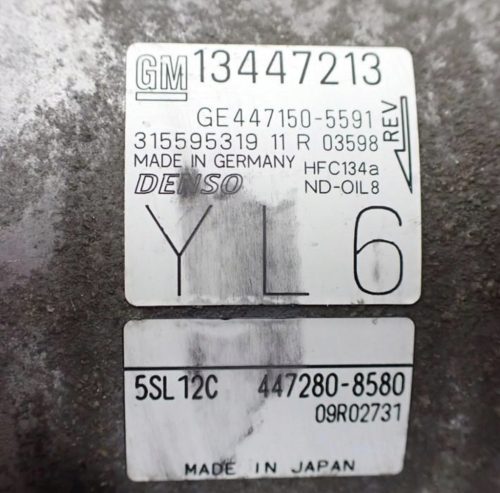 GM 13447213
GE447150-5591
315595319 11 R 03598
REV
MADE IN GERMANY HFC134a
DENSO ND-OIL8
Y L 6
5SL12C 447280-8580
09R02731
MADE IN JAPAN